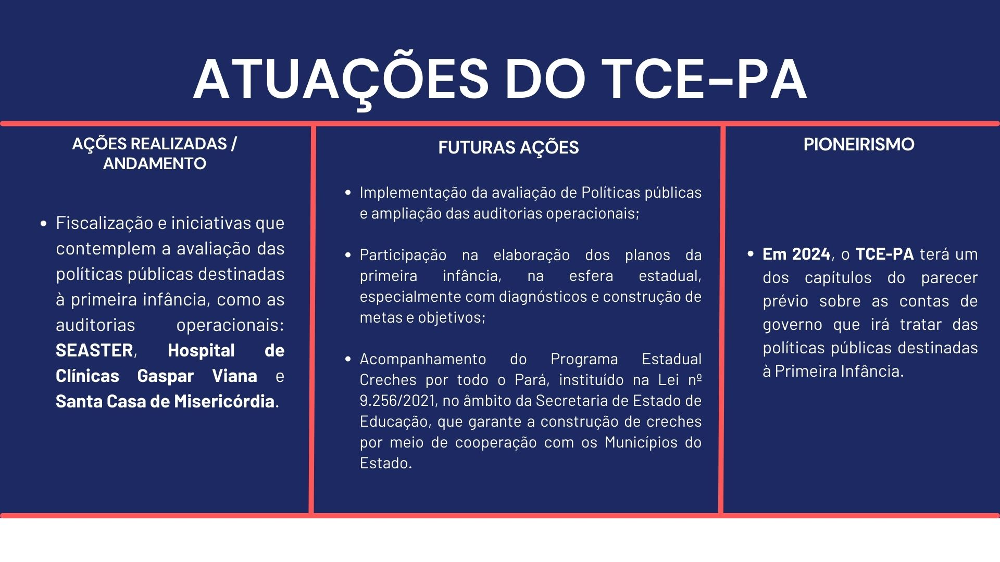 ATUAÇÕES DO TCE-PA
AÇÕES REALIZADAS /
ANDAMENTO
• Fiscalização e iniciativas que
contemplem a avaliação das
políticas públicas destinadas
à primeira infância, como as
auditorias operacionais:
SEASTER, Hospital de
Clínicas Gaspar Viana e
Santa Casa de Misericórdia.
FUTURAS AÇÕES
• Implementação da avaliação de Políticas públicas
e ampliação das auditorias operacionais;
• Participação na elaboração dos planos da
primeira infância, na esfera estadual,
especialmente com diagnósticos e construção de
metas e objetivos;
• Acompanhamento do Programa Estadual
Creches por todo o Pará, instituído na Lei nº
9.256/2021, no âmbito da Secretaria de Estado de
Educação, que garante a construção de creches
por meio de cooperação com os Municípios do
Estado.
PIONEIRISMO
• Em 2024, o TCE-PA terá um
dos capítulos do parecer
prévio sobre as contas de
governo que irá tratar das
políticas públicas destinadas
à Primeira Infância.